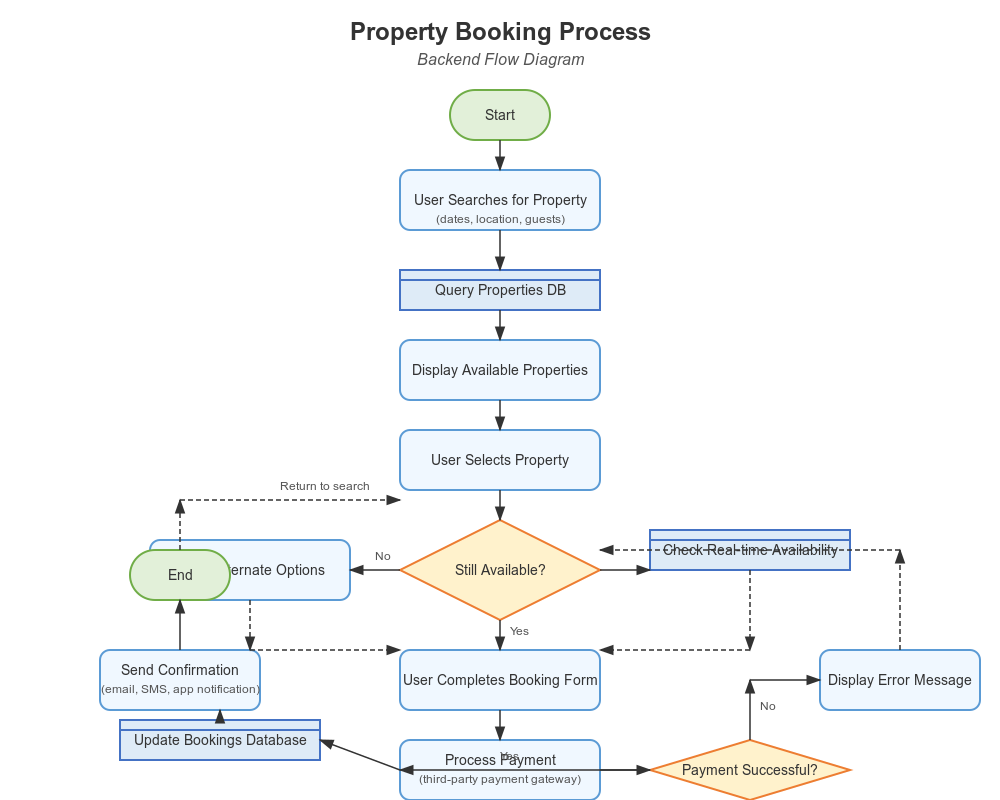 Property Booking Process
Backend Flow Diagram
Start
User Searches for Property
(dates, location, guests)
Query Properties DB
Display Available Properties
User Selects Property
Return to search
No
Still Available?
Check Real-time Availability
End
Options
Yes
Send Confirmation
(email, SMS, app notification)
User Completes Booking Form
Display Error Message
No
Update Bookings Database
Yes
Process Payment
(third-party payment gateway)
Payment Successful?